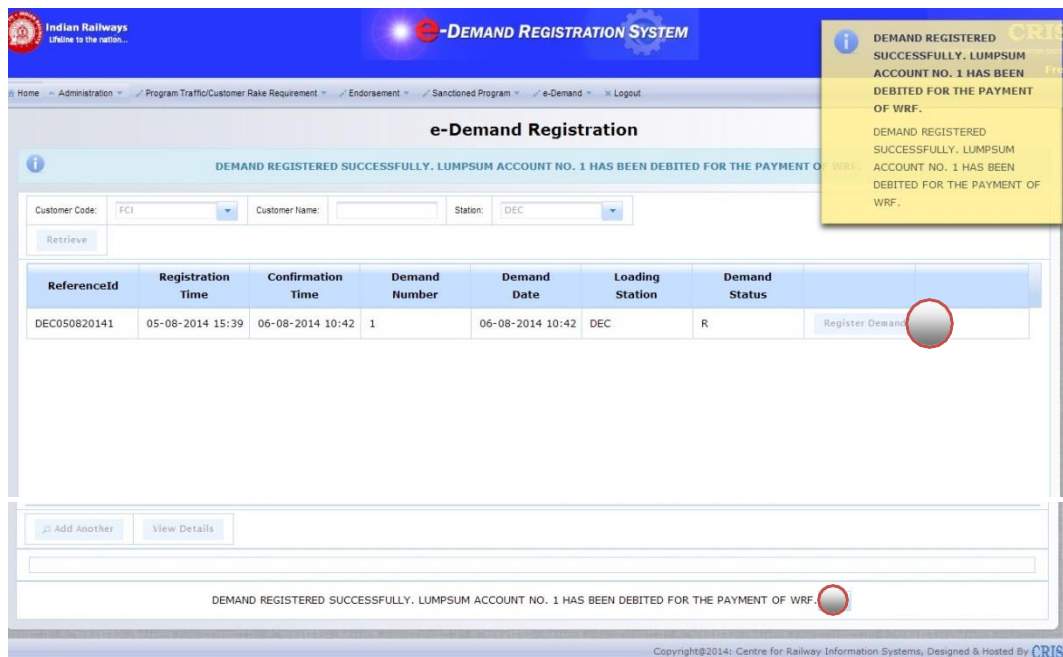 Indian Railways
Lifeline to the nation...
e-DEMAND REGISTRATION SYSTEM
CRIS
Fre
DEMAND REGISTERED
SUCCESSFULLY. LUMPSUM
ACCOUNT NO. 1 HAS BEEN
DEBITED FOR THE PAYMENT
OF WRF.
DEMAND REGISTERED
SUCCESSFULLY. LUMPSUM
ACCOUNT NO. 1 HAS BEEN
DEBITED FOR THE PAYMENT OF
WRF.
Home Administration Program Traffic/Customer Rake Requirement Endorsement Sanctioned Program e-Demand Logout
e-Demand Registration
DEMAND REGISTERED SUCCESSFULLY. LUMPSUM ACCOUNT NO. 1 HAS BEEN DEBITED FOR THE PAYMENT OF WRF.
Customer Code: FCI Customer Name: Station: DEC
Retrieve
ReferenceId Registration Time Confirmation Time Demand Number Demand Date Loading Station Demand Status
DEC050820141 05-08-2014 15:39 06-08-2014 10:42 1 06-08-2014 10:42 DEC R Register Demand
Add Another View Details
DEMAND REGISTERED SUCCESSFULLY. LUMPSUM ACCOUNT NO. 1 HAS BEEN DEBITED FOR THE PAYMENT OF WRF.
Copyright@2014: Centre for Railway Information Systems, Designed & Hosted By CRIS